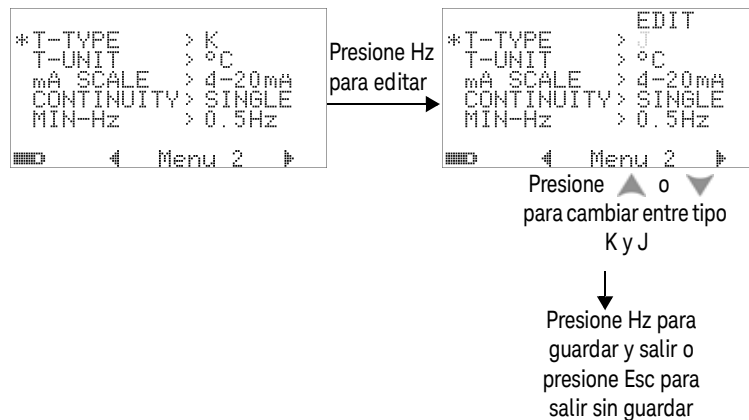 *T-TYPE > K
T-UNIT > °C
mA SCALE > 4-20mA
CONTINUITY> SINGLE
MIN-Hz > 0.5Hz
Menu 2
Presione Hz
para editar
EDIT
*T-TYPE > J
T-UNIT > °C
mA SCALE > 4-20mA
CONTINUITY> SINGLE
MIN-Hz > 0.5Hz
Menu 2
Presione o
para cambiar entre tipo
K y J
Presione Hz para
guardar y salir o
presione Esc para
salir sin guardar